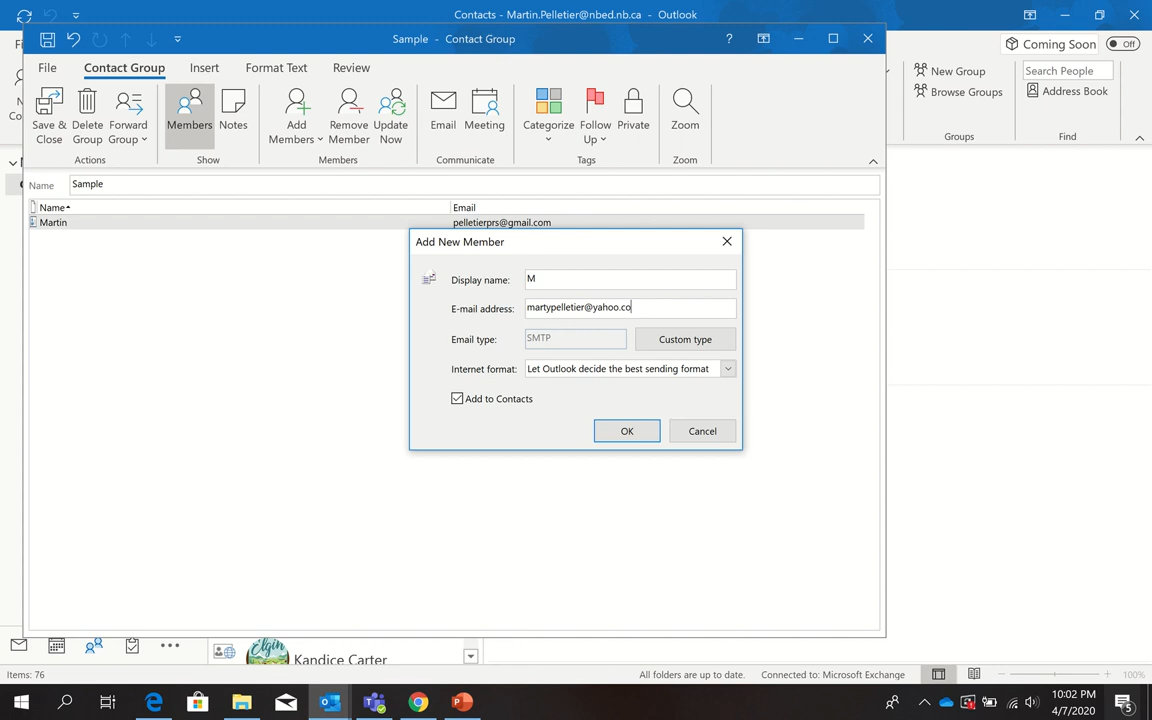 Contacts - Martin.Pelletier@nbed.nb.ca - Outlook
Sample - Contact Group
?
Coming Soon
Off
File
Contact Group
Insert
Format Text
Review
New Group
Browse Groups
Search People
Address Book
Groups
Find
Save & Close
Delete Group
Forward Group
Members
Notes
Add Members
Remove Member
Update Now
Email
Meeting
Categorize
Follow Up
Private
Zoom
Actions
Show
Members
Communicate
Tags
Zoom
Name
Sample
Name
Email
Martin
pelletierprs@gmail.com
Add New Member
Display name:
M
E-mail address:
martypelletier@yahoo.co
Email type:
SMTP
Custom type
Internet format:
Let Outlook decide the best sending format
Add to Contacts
OK
Cancel
Elgin
Kandice Carter
Items: 76
All folders are up to date.
Connected to: Microsoft Exchange
100%
10:02 PM
4/7/2020
5